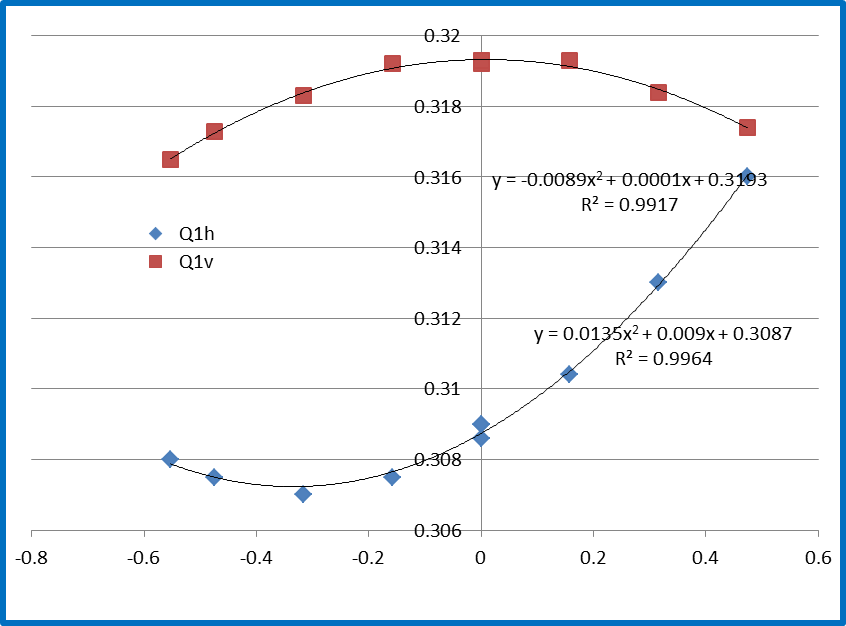 0.32
0.318
0.316
y = -0.0089x² + 0.0001x + 0.3193
R² = 0.9917
Q1h
0.314
Q1v
0.312
y = 0.0135x² + 0.009x + 0.3087
R² = 0.9964
0.31
0.308
0.306
-0.8 -0.6 -0.4 -0.2 0 0.2 0.4 0.6